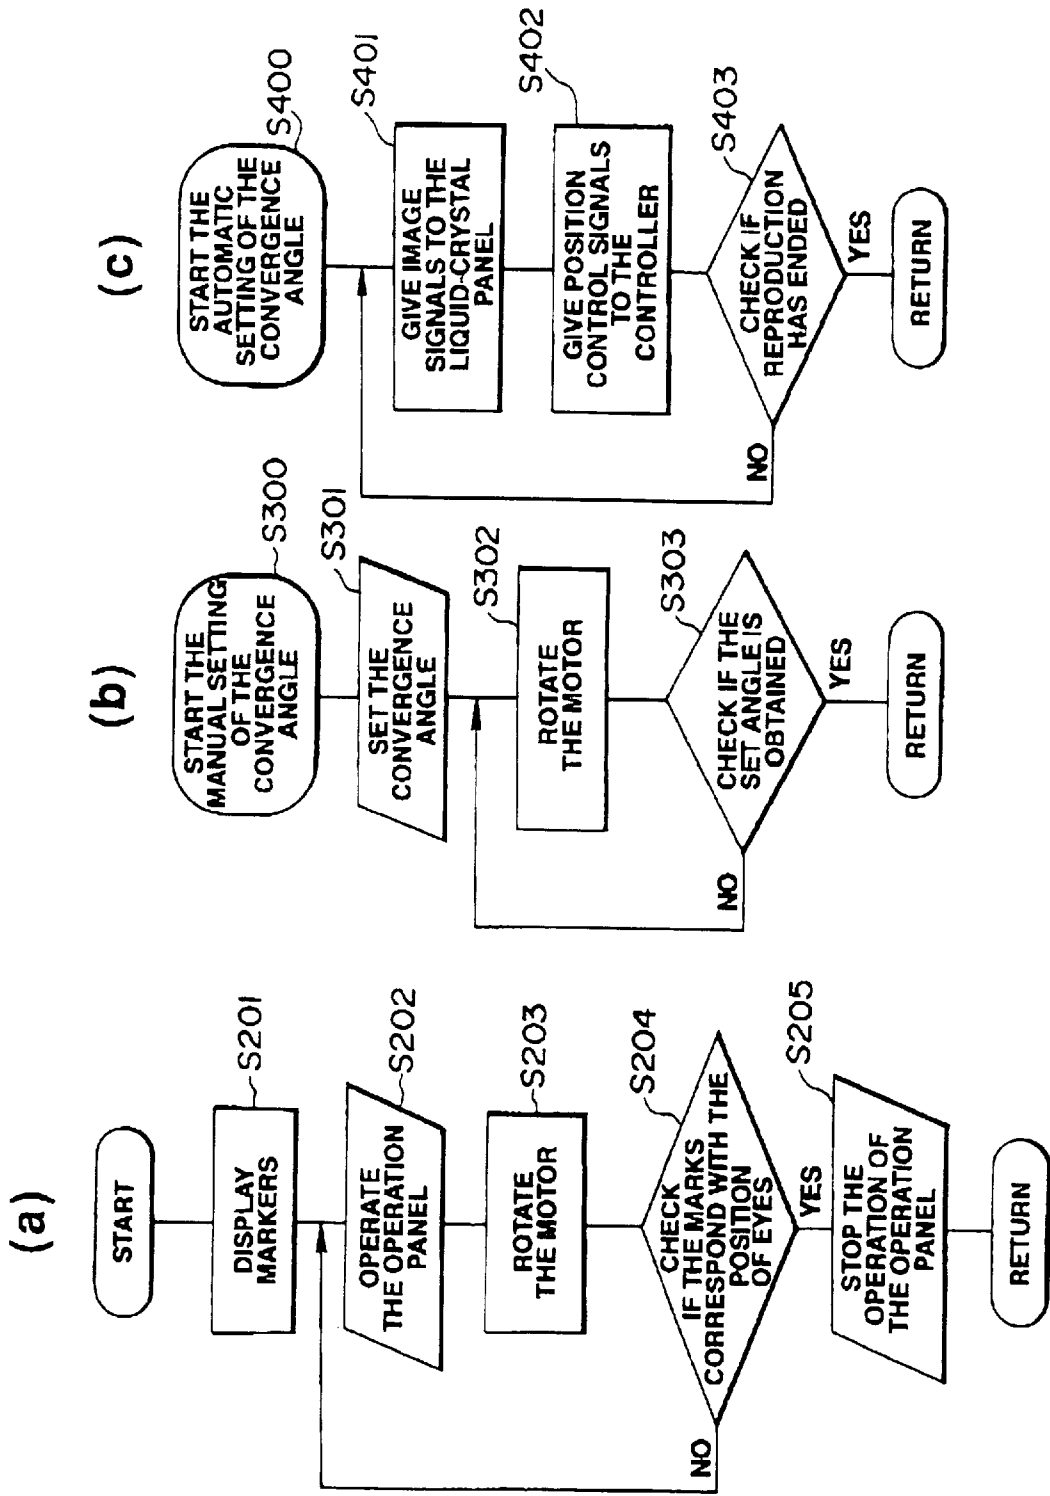 (a)
START
DISPLAY
MARKERS
S201
OPERATE
THE OPERATION
PANEL
S202
ROTATE
THE MOTOR
S203
CHECK
IF THE MARKS
CORRESPOND WITH THE
POSITION
OF EYES
S204
NO
YES
STOP THE
OPERATION OF
THE OPERATION
PANEL
S205
RETURN
(b)
START THE
MANUAL SETTING
OF THE
CONVERGENCE
ANGLE
S300
SET THE
CONVERGENCE
ANGLE
S301
ROTATE
THE MOTOR
S302
CHECK IF THE
SET ANGLE IS
OBTAINED
S303
NO
YES
RETURN
(c)
START THE
AUTOMATIC
SETTING OF THE
CONVERGENCE
ANGLE
S400
GIVE IMAGE
SIGNALS TO THE
LIQUID-CRYSTAL
PANEL
S401
GIVE POSITION
CONTROL SIGNALS
TO THE
CONTROLLER
S402
CHECK IF
REPRODUCTION
HAS ENDED
S403
NO
YES
RETURN